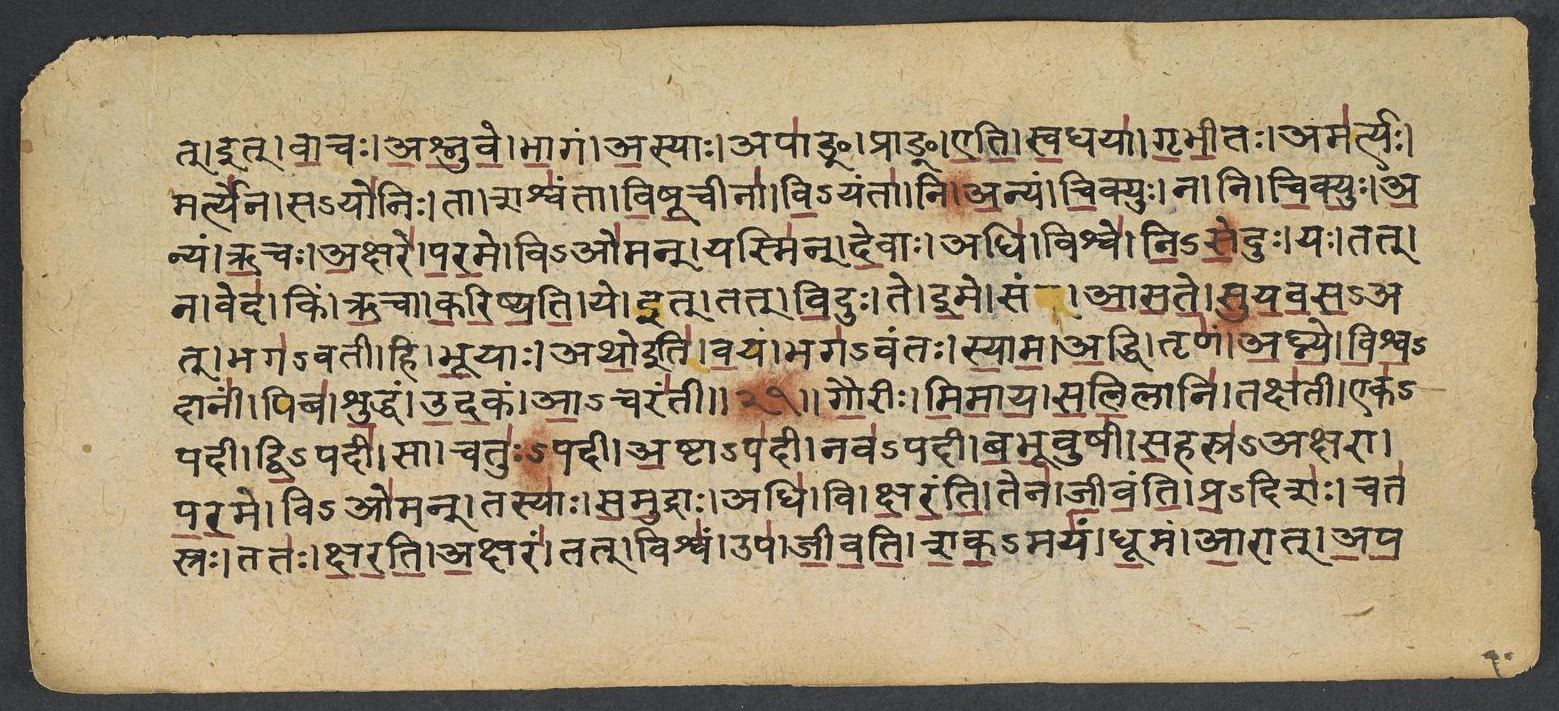 त्।इत्।वाचः।अश्नुवे।भागं।अस्याः।अपाङ्।प्राङ्।एति।स्वधया।गृभीतः।अमर्त्यः।
मर्त्येन।सऽयोनिः।ता।शश्वंता।विषूचीना।विऽयंता।नि।अन्यं।चिक्युः।न।नि।चिक्युः।अ
न्यं।ऋचः।अक्षरे।परमे।विऽओमन्।यस्मिन्।देवाः।अधि।विश्वे।निऽसेदुः।यः।तत्।
न।वेद।किं।ऋचा।करिष्यति।ये।इत्।तत्।विदुः।ते।इमे।सं।आसते।सुयवसऽअ
त्।भगऽवती।हि।भूयाः।अथोइति।वयं।भगऽवंतः।स्याम।अद्धि।तृणं।अघ्न्ये।विश्वऽ
दानीं।पिब।शुद्धं।उदकं।आऽचरंती॥२१॥गौरीः।मिमाय।सलिलानि।तक्षती।एकऽ
पदी।द्विऽपदी।सा।चतुःऽपदी।अष्टाऽपदी।नवऽपदी।बभूवुषी।सहस्रऽअक्षरा।
परमे।विऽओमन्।तस्याः।समुद्राः।अधि।वि।क्षरंति।तेन।जीवंति।प्रऽदिशः।चत
स्रः।ततः।क्षरति।अक्षरं।तत्।विश्वं।उप।जीवति।शकऽमयं।धूमं।आरात्।अप